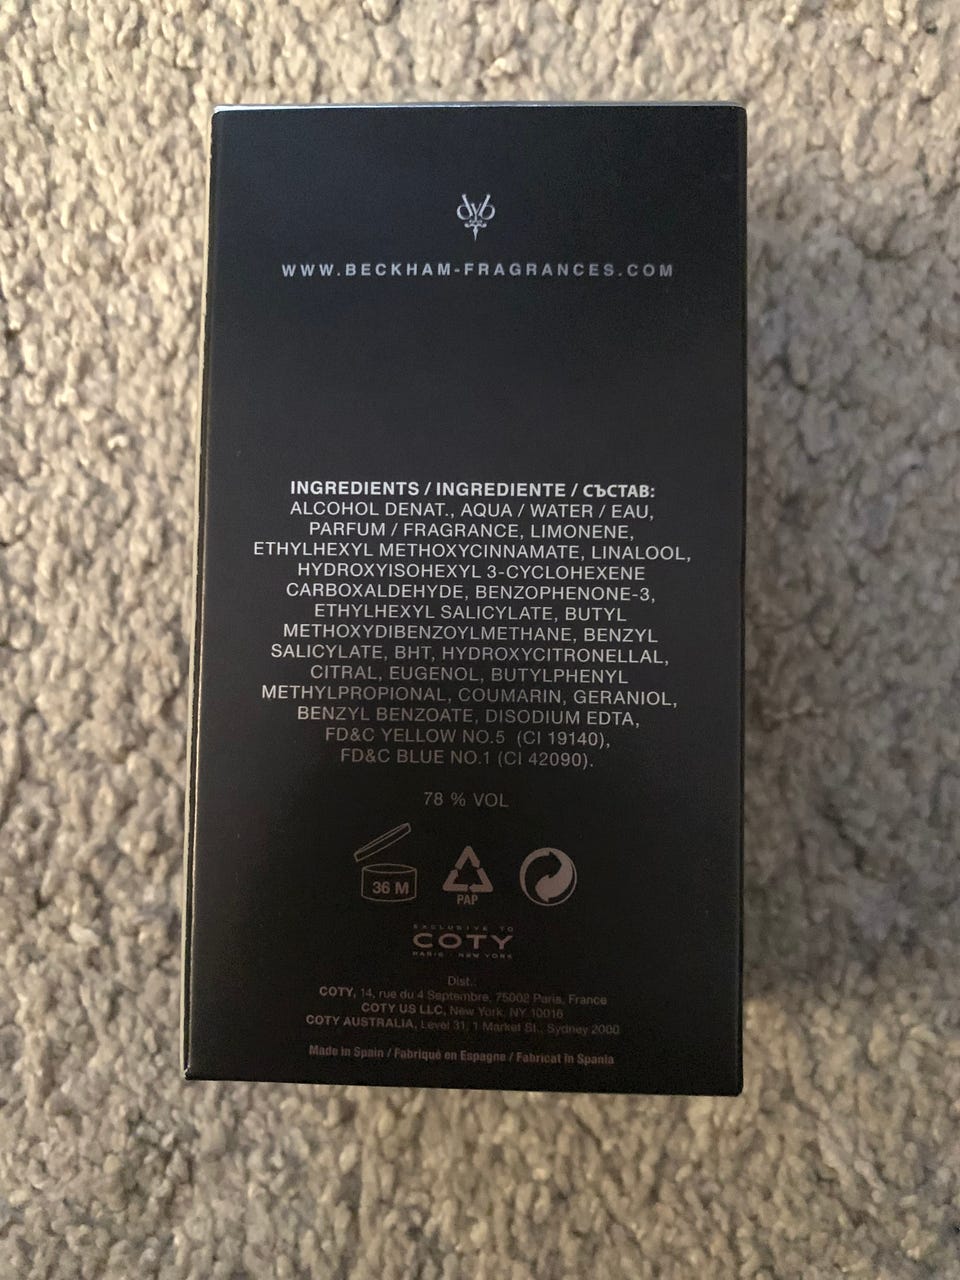 dvb
WWW.BECKHAM-FRAGRANCES.COM
INGREDIENTS / INGREDIENTE / СЪСТАВ:
ALCOHOL DENAT., AQUA / WATER / EAU,
PARFUM / FRAGRANCE, LIMONENE,
ETHYLHEXYL METHOXYCINNAMATE, LINALOOL,
HYDROXYISOHEXYL 3-CYCLOHEXENE
CARBOXALDEHYDE, BENZOPHENONE-3,
ETHYLHEXYL SALICYLATE, BUTYL
METHOXYDIBENZOYLMETHANE, BENZYL
SALICYLATE, BHT, HYDROXYCITRONELLAL,
CITRAL, EUGENOL, BUTYLPHENYL
METHYLPROPIONAL, COUMARIN, GERANIOL,
BENZYL BENZOATE, DISODIUM EDTA,
FD&C YELLOW NO.5 (CI 19140),
FD&C BLUE NO.1 (CI 42090).
78 % VOL
36 M
PAP
EXCLUSIVE TO
COTY
PARIS - NEW YORK
Dist.:
COTY, 14, rue du 4 Septembre, 75002 Paris, France
COTY US LLC, New York, NY 10016
COTY AUSTRALIA, Level 31, 1 Market St., Sydney 2000
Made in Spain / Fabriqué en Espagne / Fabricat în Spania